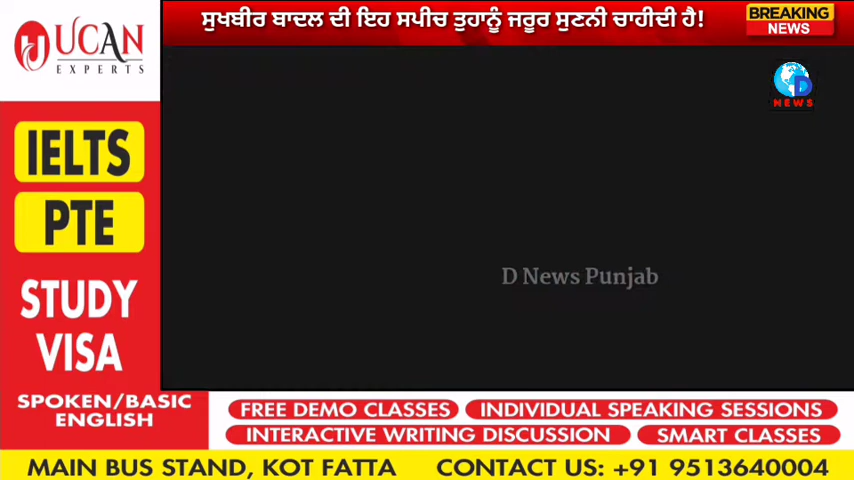 ਸੁਖਬੀਰ ਬਾਦਲ ਦੀ ਇਹ ਸਪੀਚ ਤੁਹਾਨੂੰ ਜਰੂਰ ਸੁਣਨੀ ਚਾਹੀਦੀ ਹੈ!
BREAKING
NEWS
UCAN
EXPERTS
D
NEWS
IELTS
PTE
STUDY
VISA
D News Punjab
SPOKEN/BASIC
ENGLISH
FREE DEMO CLASSES
INDIVIDUAL SPEAKING SESSIONS
INTERACTIVE WRITING DISCUSSION
SMART CLASSES
MAIN BUS STAND, KOT FATTA
CONTACT US: +91 9513640004